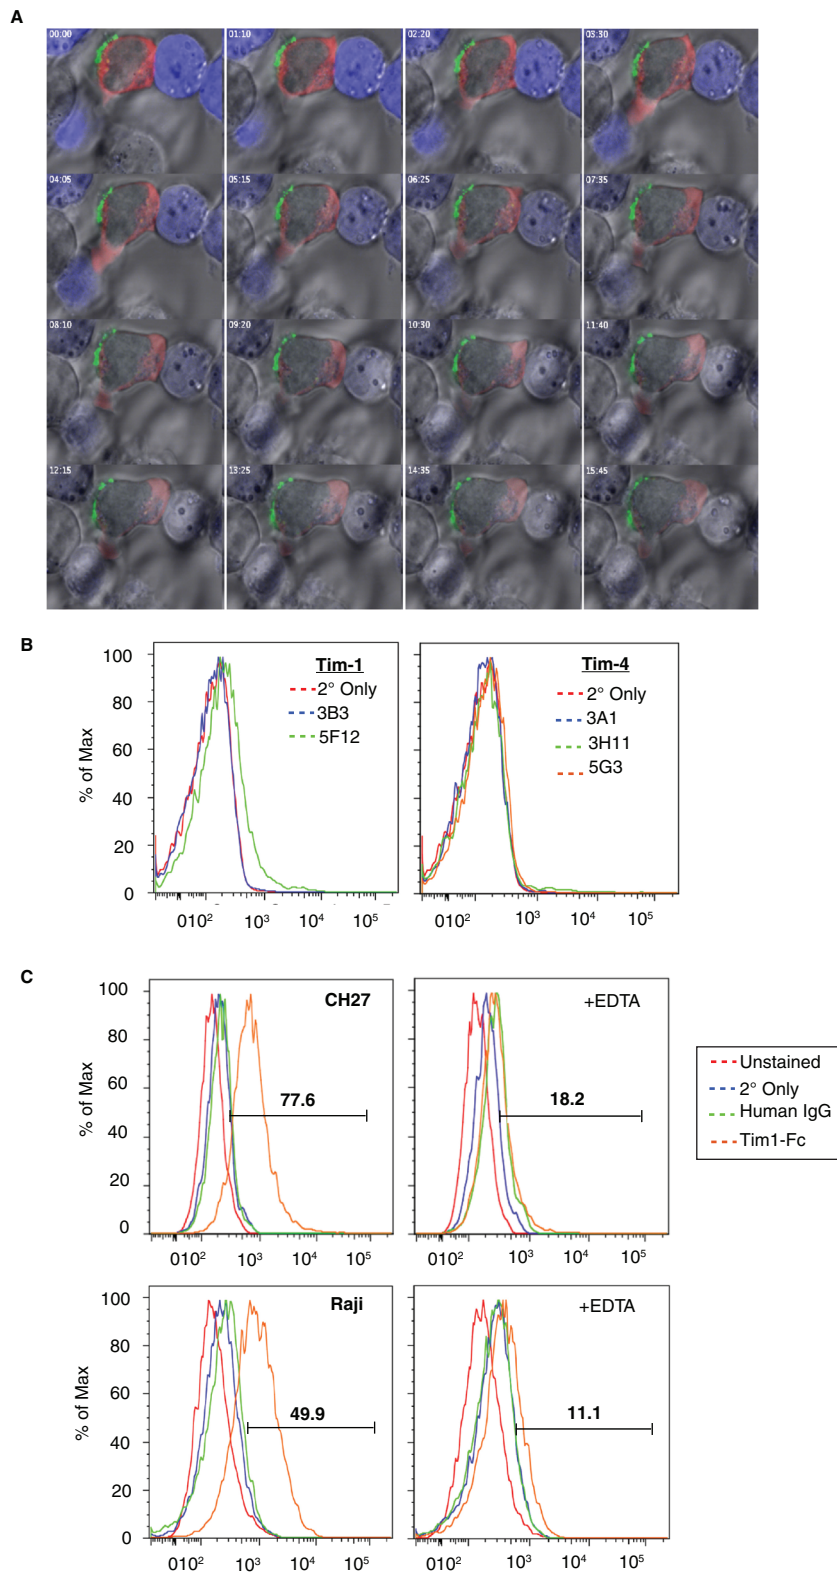 A
00:00 01:10 02:20 03:30
04:05 05:15 06:25 07:35
08:10 09:20 10:30 11:40
12:15 13:25 14:35 15:45
B
% of Max
100
80
60
40
20
0
Tim-1
2° Only
3B3
5F12
010² 10³ 10⁴ 10⁵
Tim-4
2° Only
3A1
3H11
5G3
010² 10³ 10⁴ 10⁵
C
% of Max
100
80
60
40
20
0
CH27
77.6
010² 10³ 10⁴ 10⁵
+EDTA
18.2
010² 10³ 10⁴ 10⁵
Unstained
2° Only
Human IgG
Tim1-Fc
% of Max
100
80
60
40
20
0
Raji
49.9
010² 10³ 10⁴ 10⁵
+EDTA
11.1
010² 10³ 10⁴ 10⁵